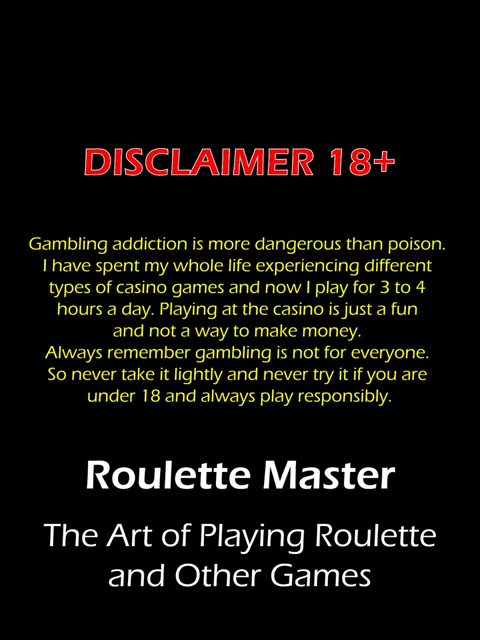 DISCLAIMER 18+
Gambling addiction is more dangerous than poison.
I have spent my whole life experiencing different
types of casino games and now I play for 3 to 4
hours a day. Playing at the casino is just a fun
and not a way to make money.
Always remember gambling is not for everyone.
So never take it lightly and never try it if you are
under 18 and always play responsibly.
Roulette Master
The Art of Playing Roulette
and Other Games